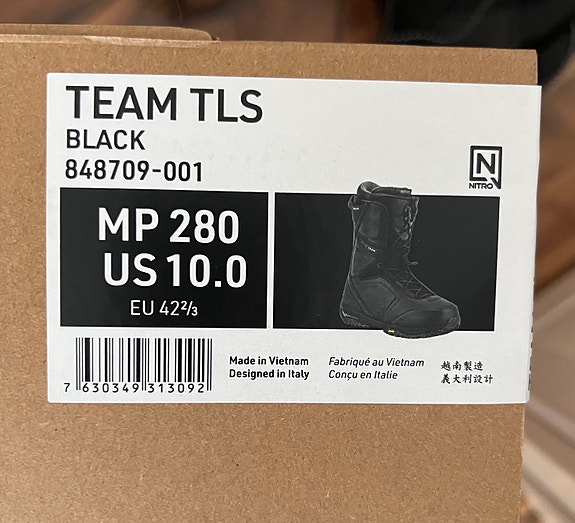 TEAM TLS
BLACK
848709-001
NITRO
MP 280
US 10.0
EU 42⅔
7 630349 313092
Made in Vietnam
Designed in Italy
Fabriqué au Vietnam
Conçu en Italie
越南製造
義大利設計